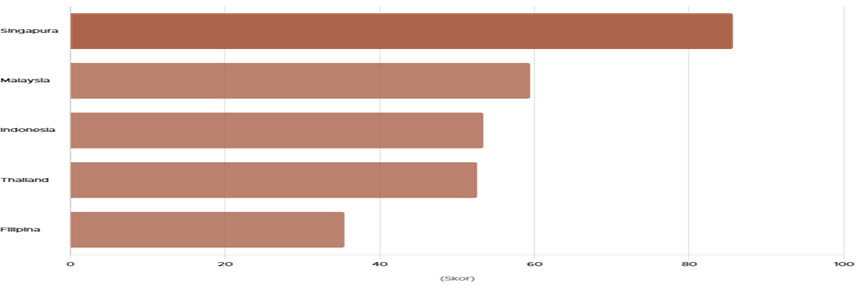 Singapura
Malaysia
Indonesia
Thailand
Filipina
0 20 40 60 80 100
(Skor)